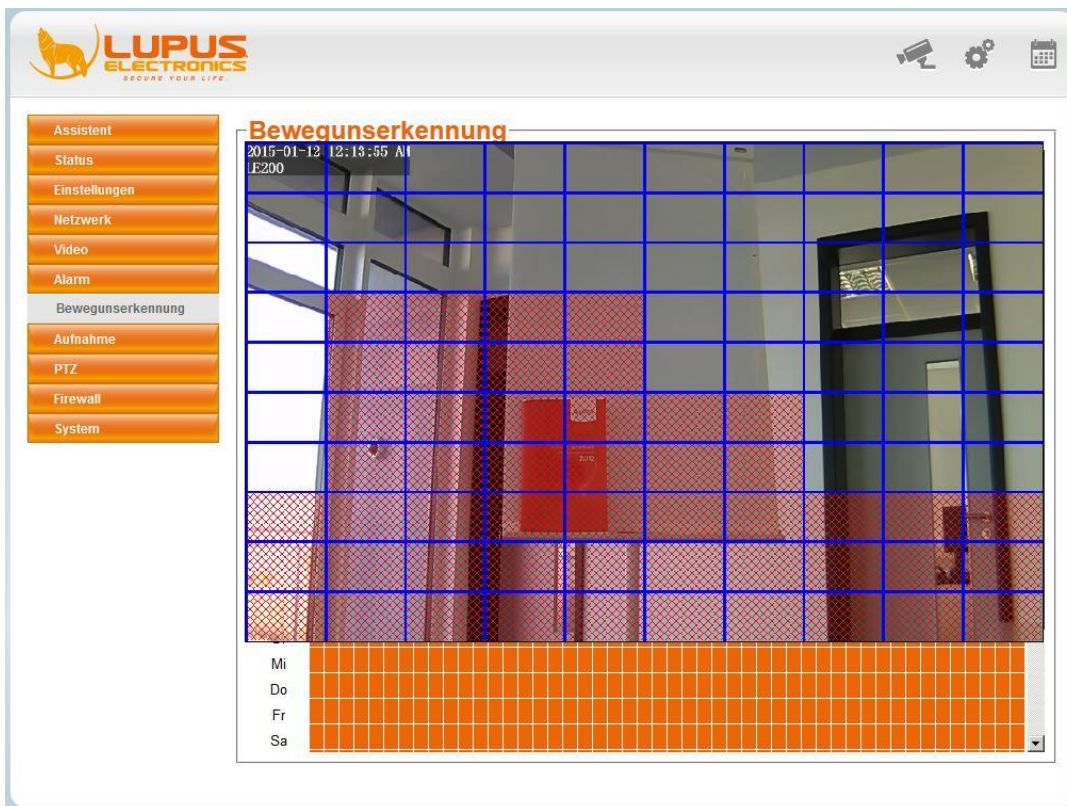 LUPUS
ELECTRONICS
SECURE YOUR LIFE.
Assistent
Status
Einstellungen
Netzwerk
Video
Alarm
Bewegunserkennung
Aufnahme
PTZ
Firewall
System
Bewegunserkennung
2015-01-12 12:13:55 AM
LE200
Mi
Do
Fr
Sa